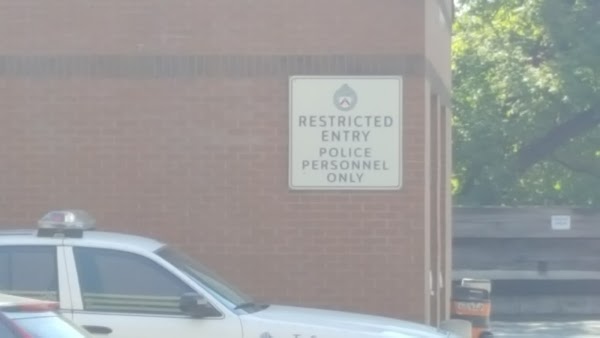 RESTRICTED
ENTRY
POLICE
PERSONNEL
ONLY